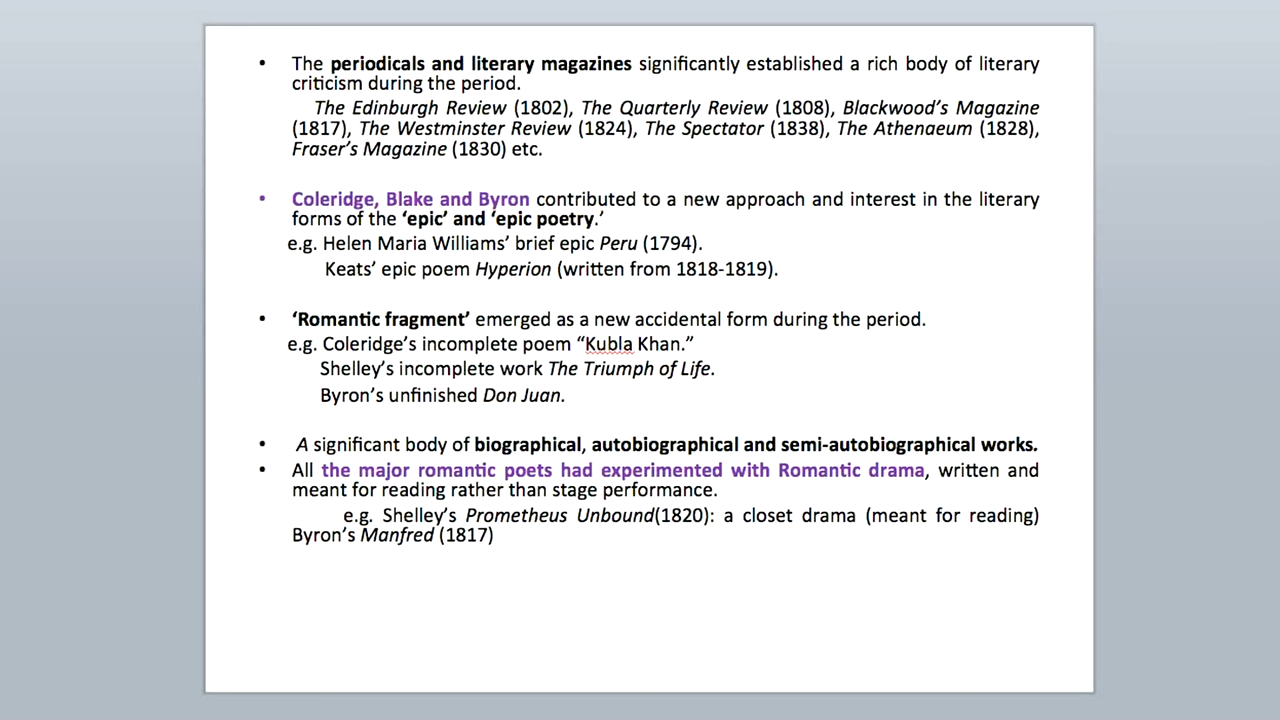 • The periodicals and literary magazines significantly established a rich body of literary
criticism during the period.
The Edinburgh Review (1802), The Quarterly Review (1808), Blackwood’s Magazine
(1817), The Westminster Review (1824), The Spectator (1838), The Athenaeum (1828),
Fraser’s Magazine (1830) etc.
• Coleridge, Blake and Byron contributed to a new approach and interest in the literary
forms of the ‘epic’ and ‘epic poetry.’
e.g. Helen Maria Williams’ brief epic Peru (1794).
Keats’ epic poem Hyperion (written from 1818-1819).
• ‘Romantic fragment’ emerged as a new accidental form during the period.
e.g. Coleridge’s incomplete poem “Kubla Khan.”
Shelley’s incomplete work The Triumph of Life.
Byron’s unfinished Don Juan.
• A significant body of biographical, autobiographical and semi-autobiographical works.
• All the major romantic poets had experimented with Romantic drama, written and
meant for reading rather than stage performance.
e.g. Shelley’s Prometheus Unbound(1820): a closet drama (meant for reading)
Byron’s Manfred (1817)